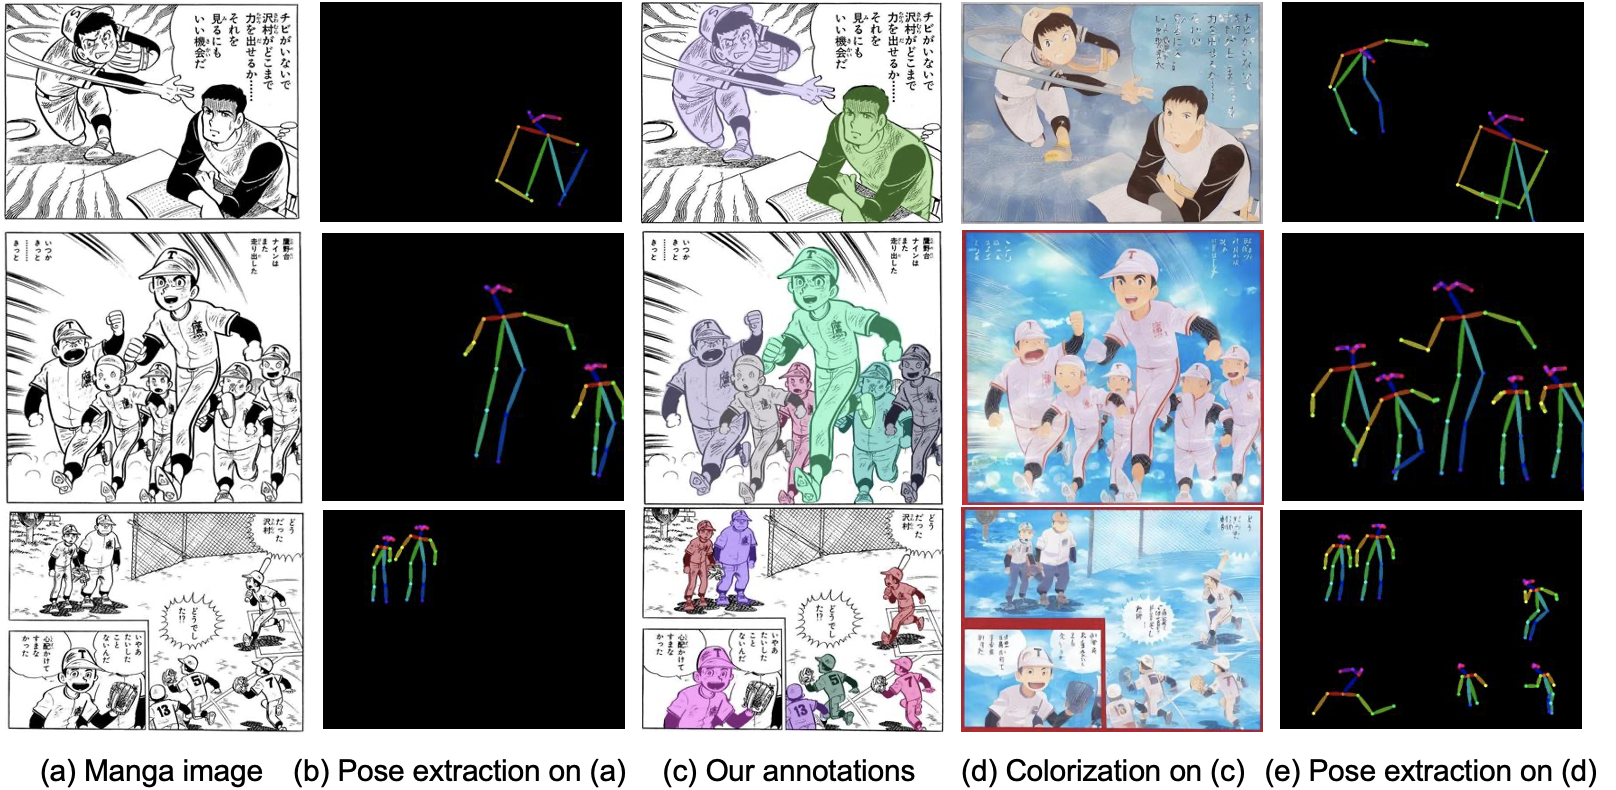 チビがいないで
沢村がどこまで
力を出せるか……
それを
見るにも
いい機会だ
チビがいないで
沢村がどこまで
力を出せるか……
それを
見るにも
いい機会だ
鷹野台
ナインは
また
走り出した
いつか
きっと
………
きっと
T
鷹野台
ナインは
また
走り出した
いつか
きっと
………
きっと
T
T
どう
だった
沢村
どうでし
た!?
いやあ
たいした
こと
ないんだ
心配かけて
すまな
かった
T
5
7
13
どう
だった
沢村
どうでし
た!?
いやあ
たいした
こと
ないんだ
心配かけて
すまな
かった
T
5
7
13
T
13
(a) Manga image
(b) Pose extraction on (a)
(c) Our annotations
(d) Colorization on (c)
(e) Pose extraction on (d)